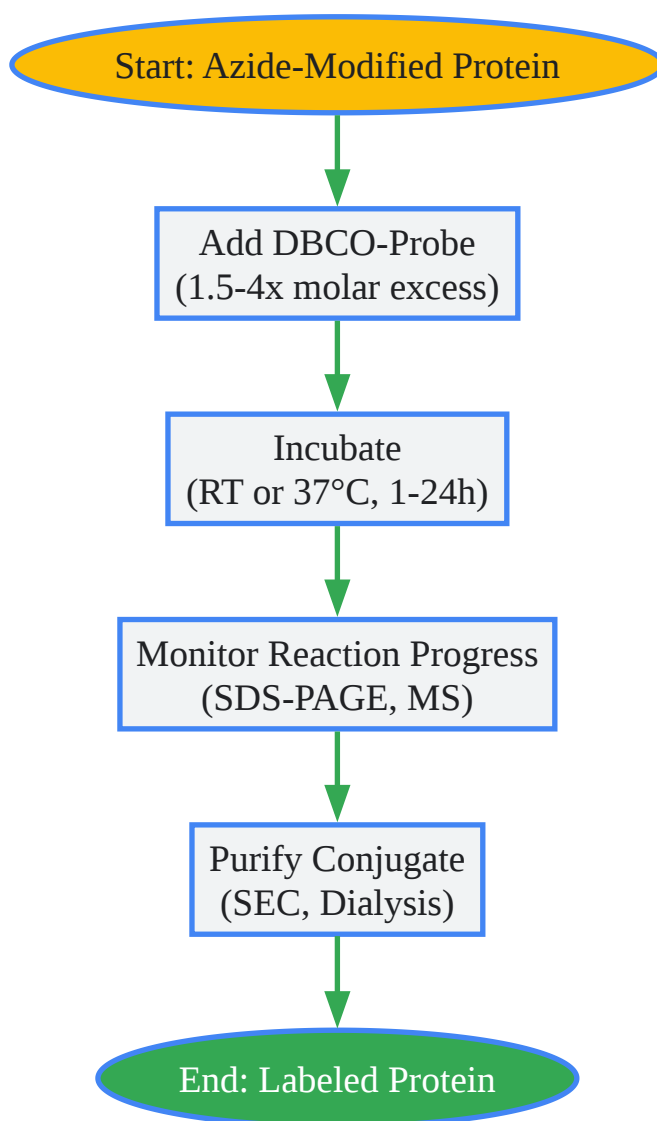 Start: Azide-Modified Protein
Add DBCO-Probe
(1.5-4x molar excess)
Incubate
(RT or 37°C, 1-24h)
Monitor Reaction Progress
(SDS-PAGE, MS)
Purify Conjugate
(SEC, Dialysis)
End: Labeled Protein